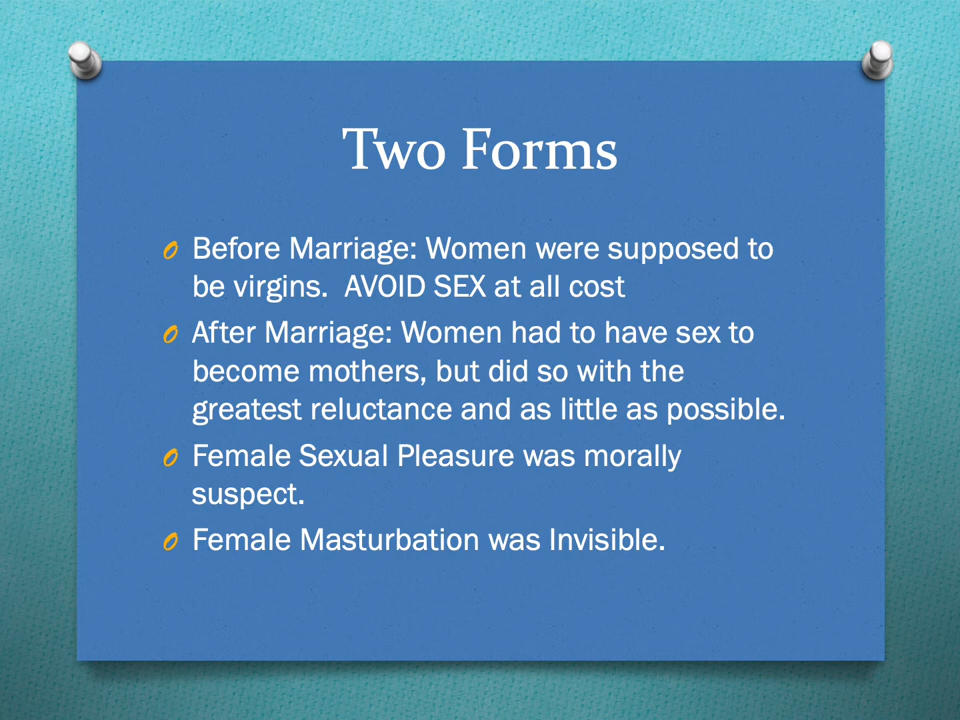 Two Forms
Before Marriage: Women were supposed to
be virgins.  AVOID SEX at all cost
After Marriage: Women had to have sex to
become mothers, but did so with the
greatest reluctance and as little as possible.
Female Sexual Pleasure was morally
suspect.
Female Masturbation was Invisible.